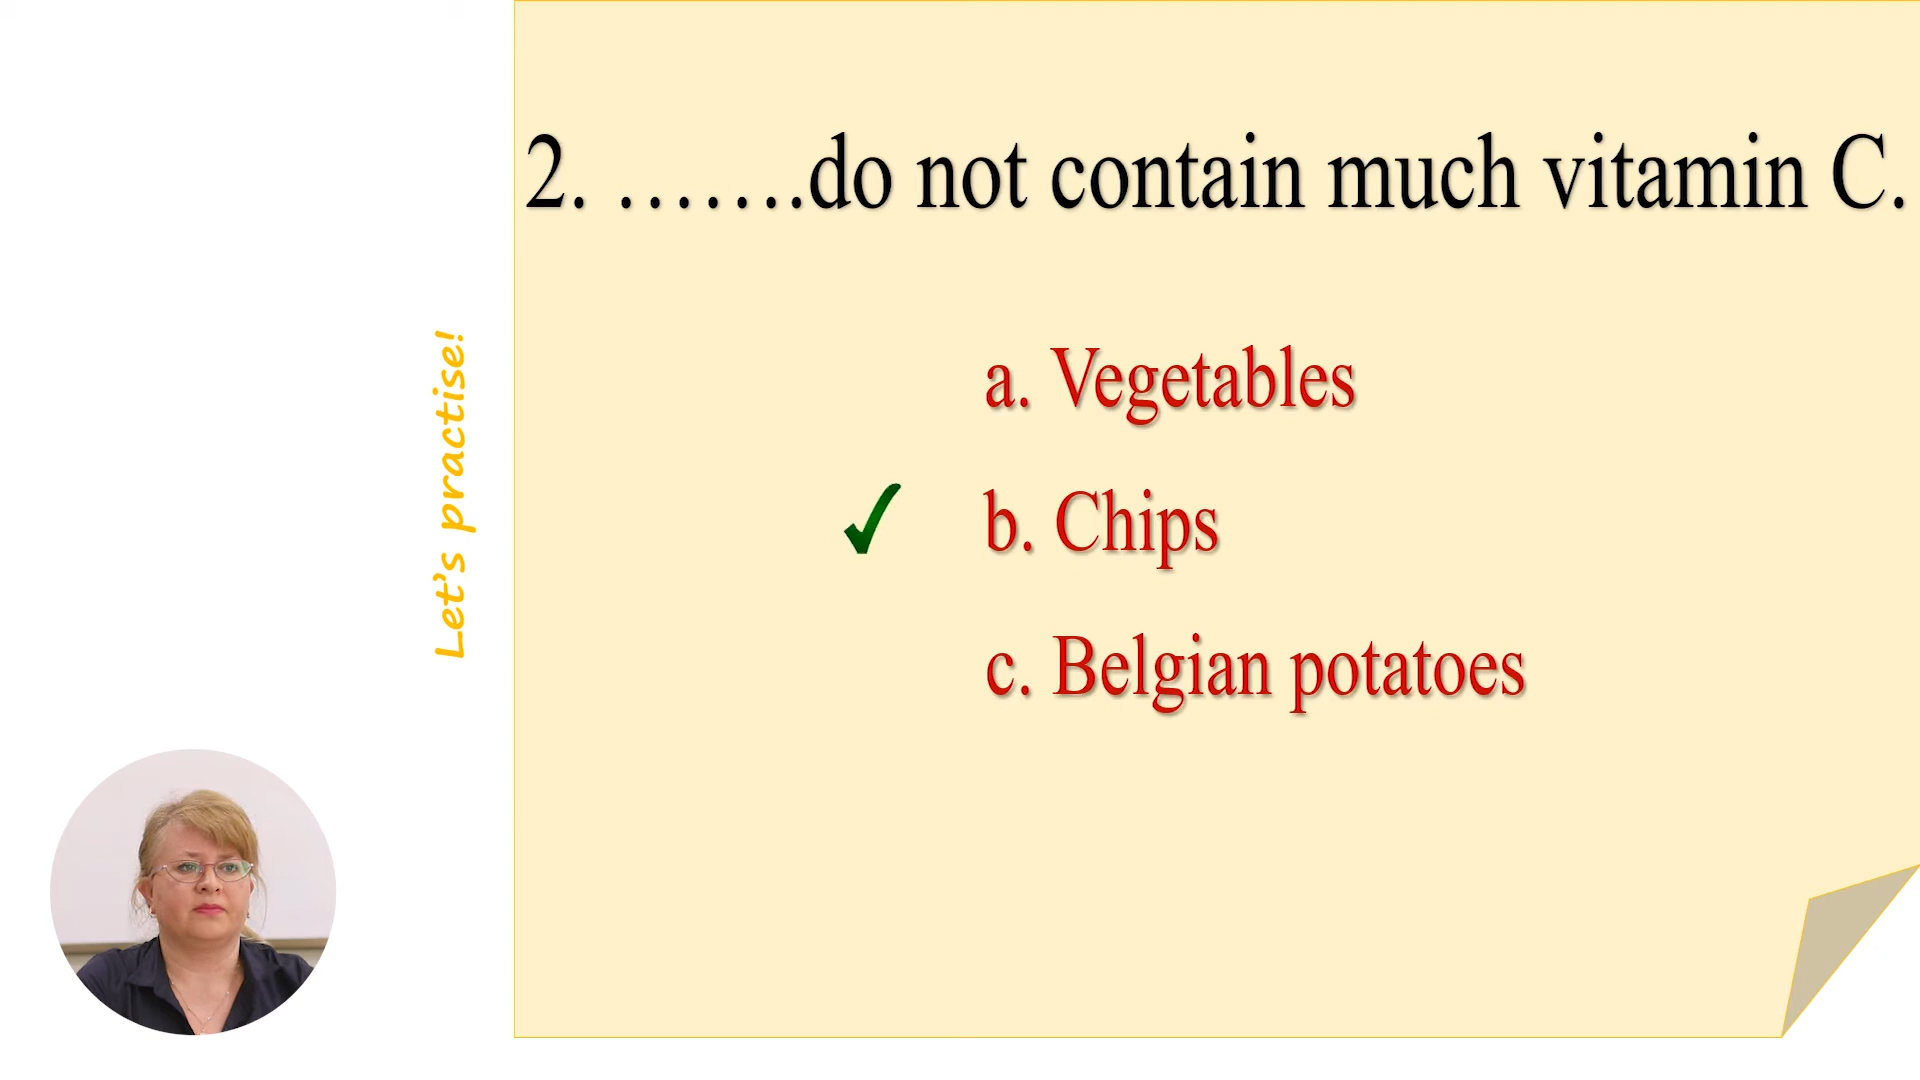 Let's practise!
2. …….do not contain much vitamin C.
a. Vegetables
b. Chips
c. Belgian potatoes